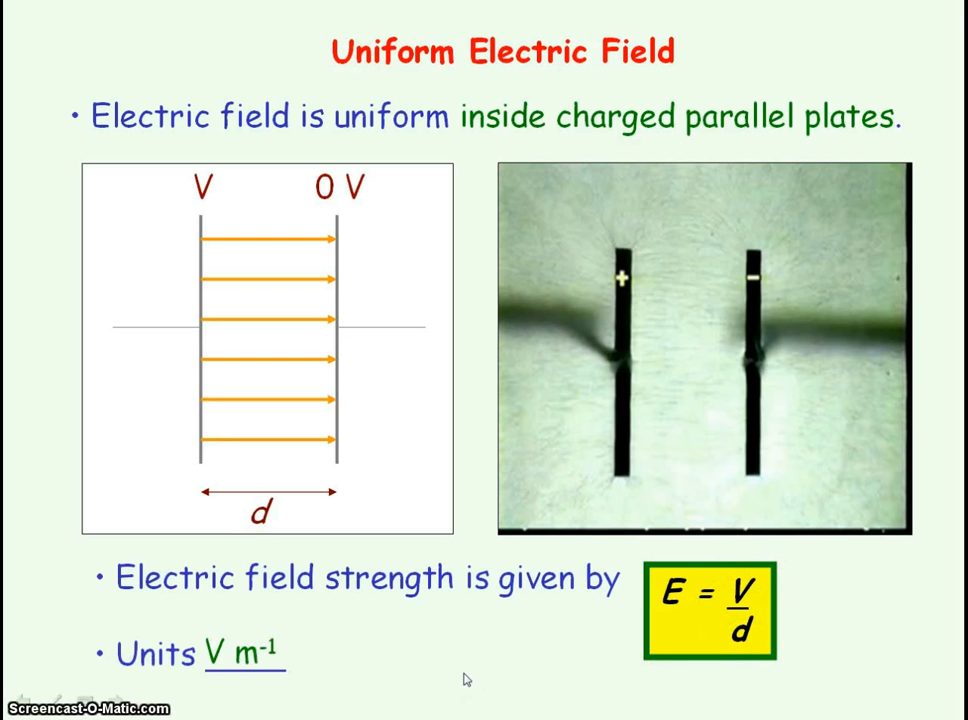 Uniform Electric Field
• Electric field is uniform inside charged parallel plates.
V 0 V
d
+ -
• Electric field strength is given by
E = V
d
• Units V m⁻¹
Screencast-O-Matic.com